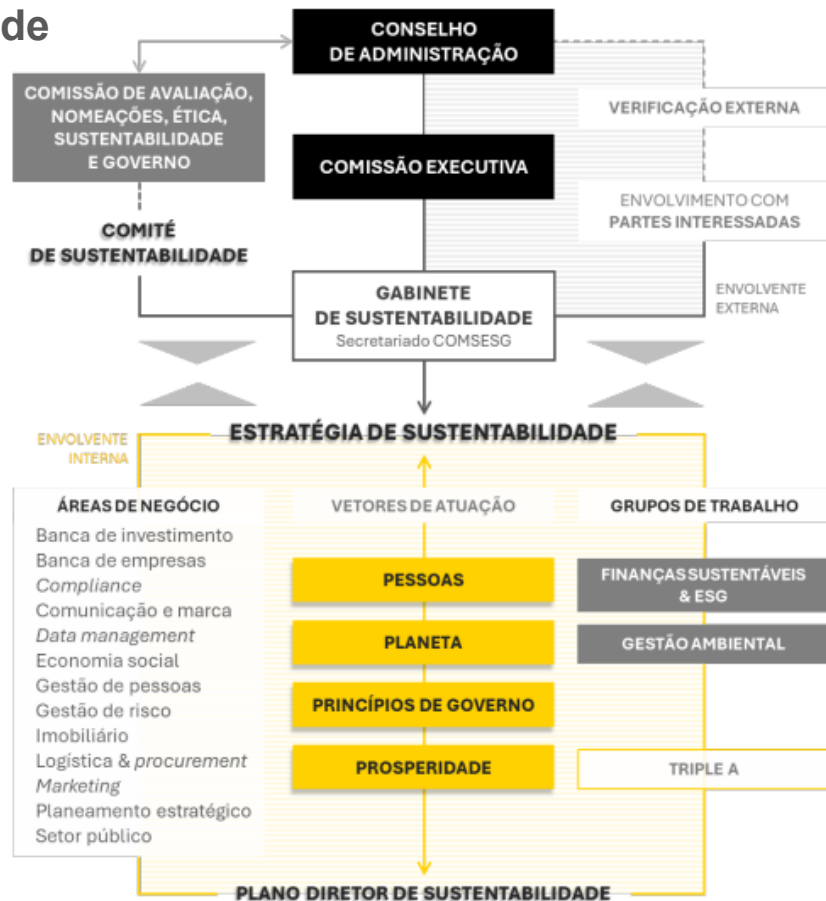 de
CONSELHO
DE ADMINISTRAÇÃO
COMISSÃO DE AVALIAÇÃO,
NOMEAÇÕES, ÉTICA,
SUSTENTABILIDADE
E GOVERNO
VERIFICAÇÃO EXTERNA
COMISSÃO EXECUTIVA
ENVOLVIMENTO COM
PARTES INTERESSADAS
COMITÉ
DE SUSTENTABILIDADE
GABINETE
DE SUSTENTABILIDADE
Secretariado COMSESG
ENVOLVENTE
EXTERNA
ENVOLVENTE
INTERNA
ESTRATÉGIA DE SUSTENTABILIDADE
ÁREAS DE NEGÓCIO
Banca de investimento
Banca de empresas
Compliance
Comunicação e marca
Data management
Economia social
Gestão de pessoas
Gestão de risco
Imobiliário
Logística & procurement
Marketing
Planeamento estratégico
Setor público
VETORES DE ATUAÇÃO
PESSOAS
PLANETA
PRINCÍPIOS DE GOVERNO
PROSPERIDADE
GRUPOS DE TRABALHO
FINANÇAS SUSTENTÁVEIS
& ESG
GESTÃO AMBIENTAL
TRIPLE A
PLANO DIRETOR DE SUSTENTABILIDADE